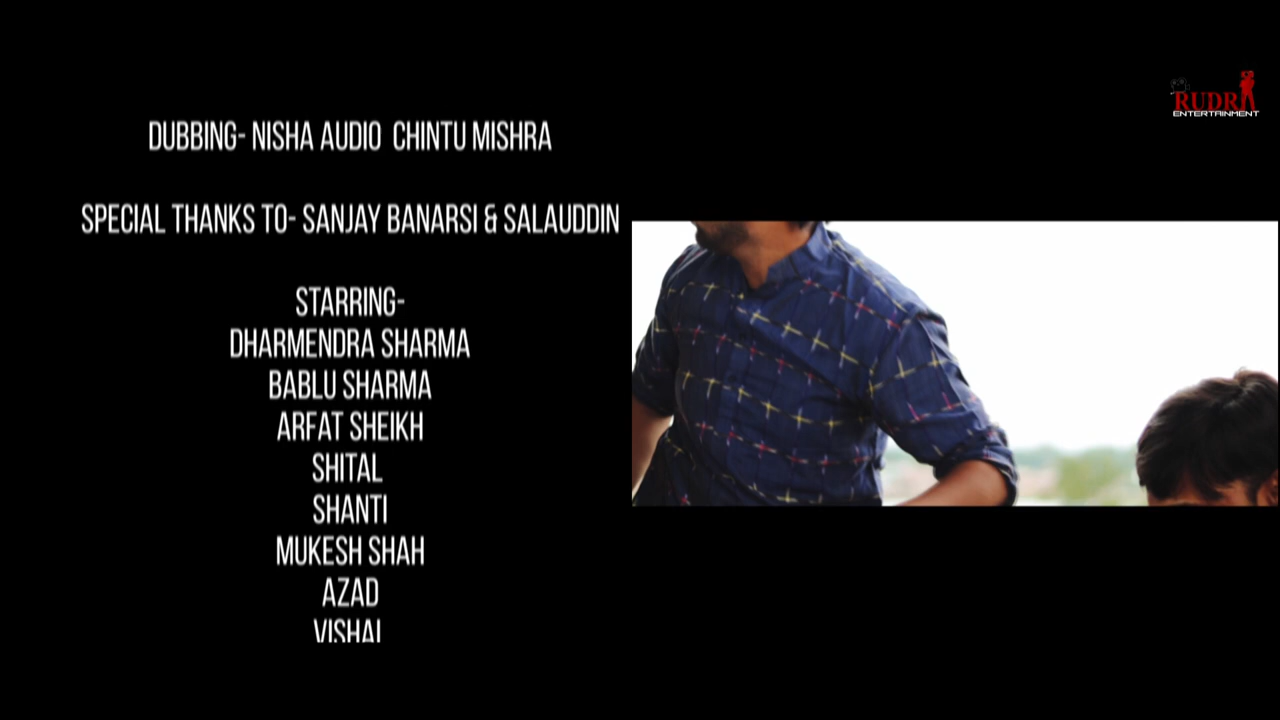 DUBBING- NISHA AUDIO CHINTU MISHRA
SPECIAL THANKS TO- SANJAY BANARSI & SALAUDDIN
STARRING-
DHARMENDRA SHARMA
BABLU SHARMA
ARFAT SHEIKH
SHITAL
SHANTI
MUKESH SHAH
AZAD
VISHAL
RUDRA
ENTERTAINMENT